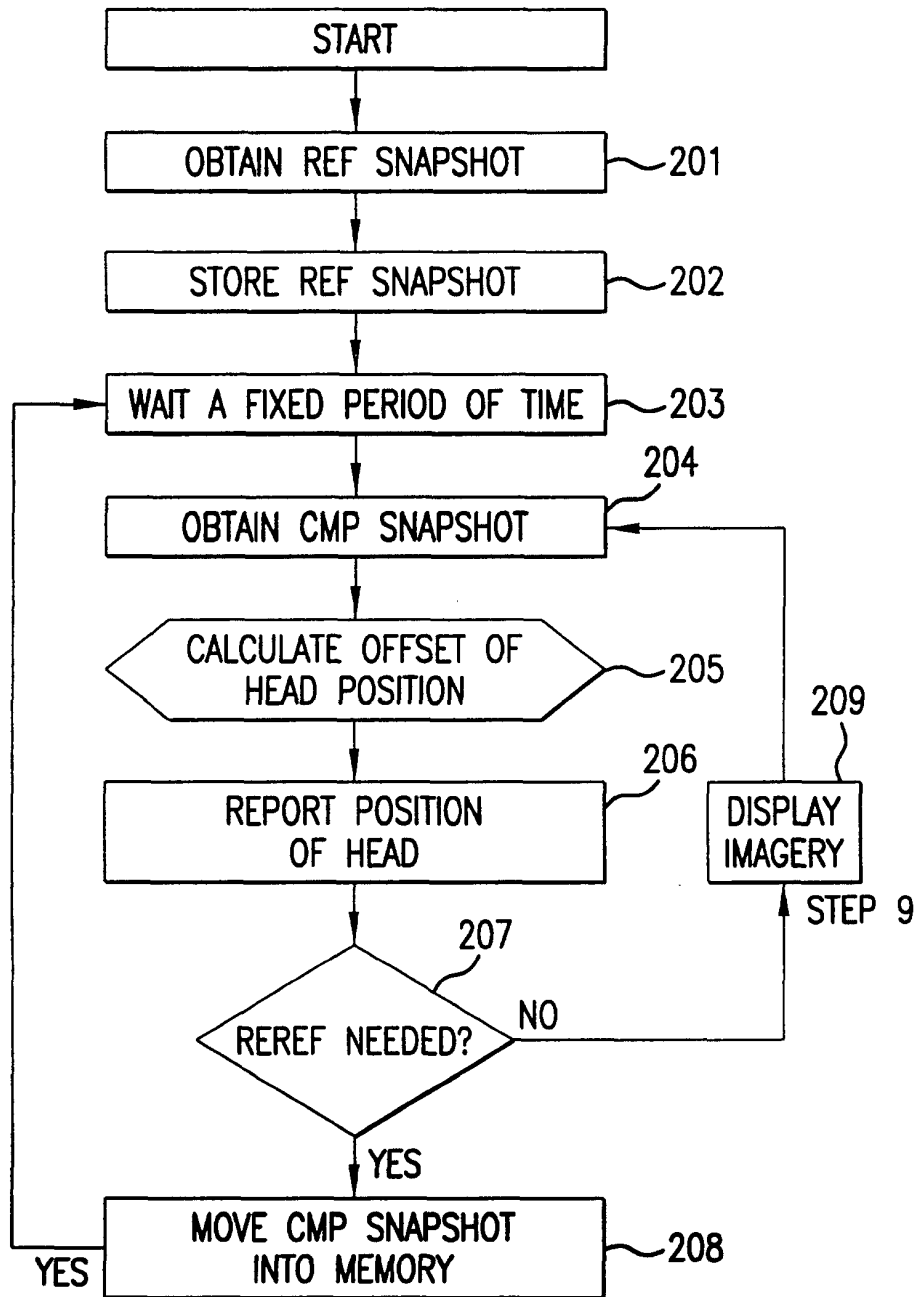 START
OBTAIN REF SNAPSHOT
201
STORE REF SNAPSHOT
202
WAIT A FIXED PERIOD OF TIME
203
204
OBTAIN CMP SNAPSHOT
CALCULATE OFFSET OF
HEAD POSITION
205
209
206
REPORT POSITION
OF HEAD
DISPLAY
IMAGERY
STEP 9
207
REREF NEEDED?
NO
YES
MOVE CMP SNAPSHOT
INTO MEMORY
208
YES